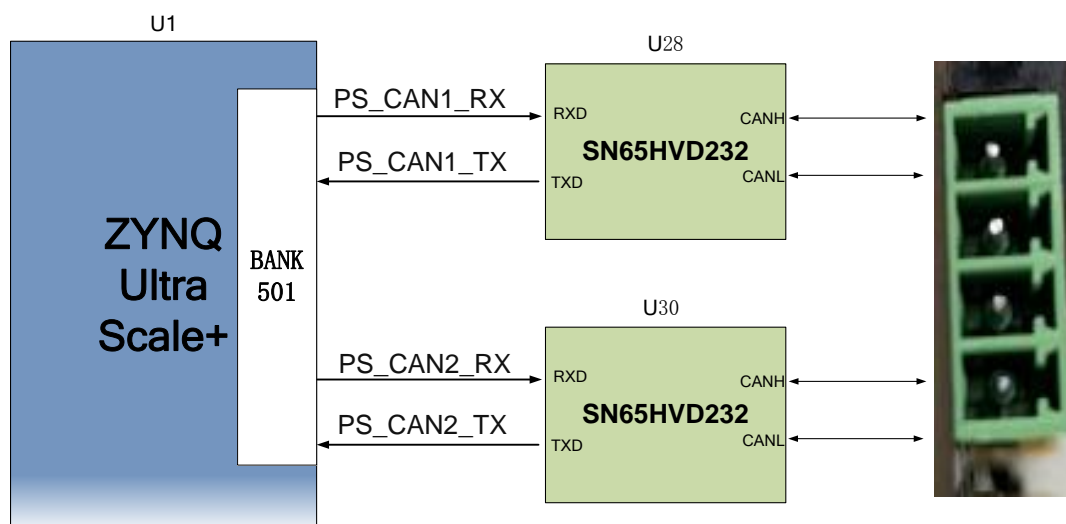 U1
ZYNQ
Ultra
Scale+
BANK
501
PS_CAN1_RX
PS_CAN1_TX
U28
RXD
CANH
SN65HVD232
TXD
CANL
PS_CAN2_RX
PS_CAN2_TX
U30
RXD
CANH
SN65HVD232
TXD
CANL